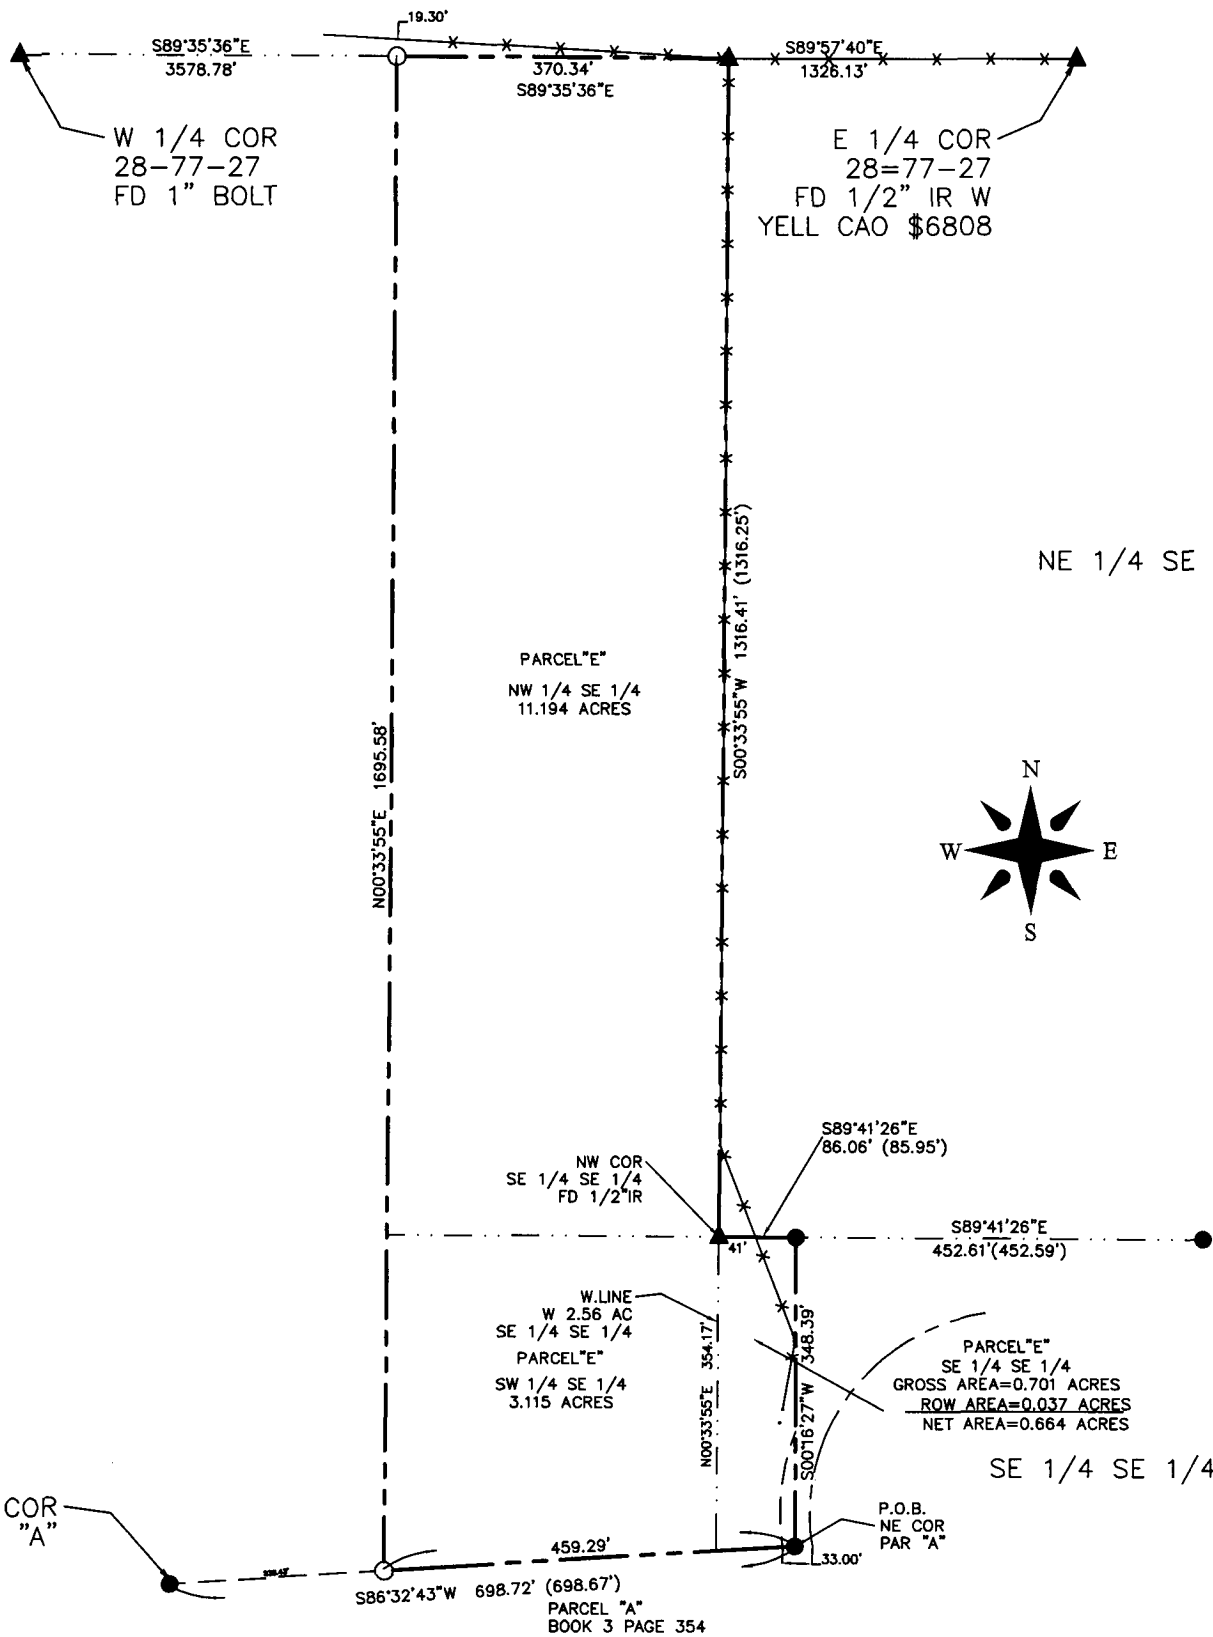 19.30'
S89°35'36"E
3578.78'
370.34'
S89°35'36"E
S89°57'40"E
1326.13'
W 1/4 COR
28-77-27
FD 1" BOLT
E 1/4 COR
28=77-27
FD 1/2" IR W
YELL CAO $6808
S00°33'55"W 1316.41' (1316.25')
NE 1/4 SE
PARCEL"E"
NW 1/4 SE 1/4
11.194 ACRES
N00°33'55"E 1695.58'
N
W E
S
S89°41'26"E
86.06' (85.95')
NW COR
SE 1/4 SE 1/4
FD 1/2"IR
41'
S89°41'26"E
452.61'(452.59')
W.LINE
W 2.56 AC
SE 1/4 SE 1/4
PARCEL"E"
SW 1/4 SE 1/4
3.115 ACRES
N00°33'55"E 354.17'
S00°16'27"W 348.39'
PARCEL"E"
SE 1/4 SE 1/4
GROSS AREA=0.701 ACRES
ROW AREA=0.037 ACRES
NET AREA=0.664 ACRES
SE 1/4 SE 1/4
COR
"A"
P.O.B.
NE COR
PAR "A"
33.00'
459.29'
S86°32'43"W 698.72' (698.67')
PARCEL "A"
BOOK 3 PAGE 354